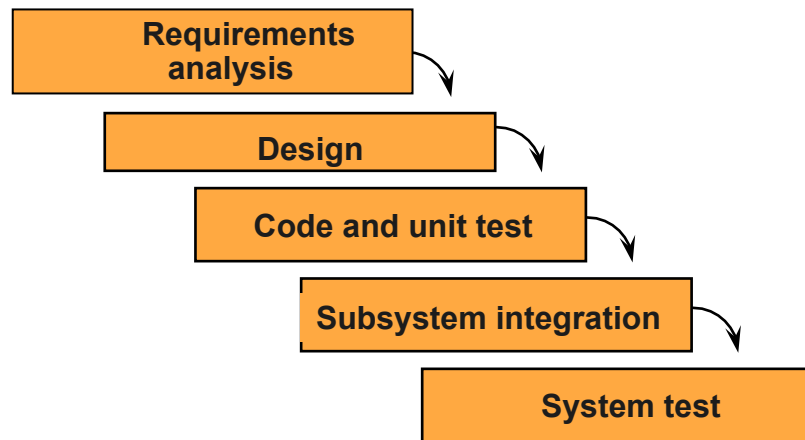 Requirements
analysis
Design
Code and unit test
Subsystem integration
System test